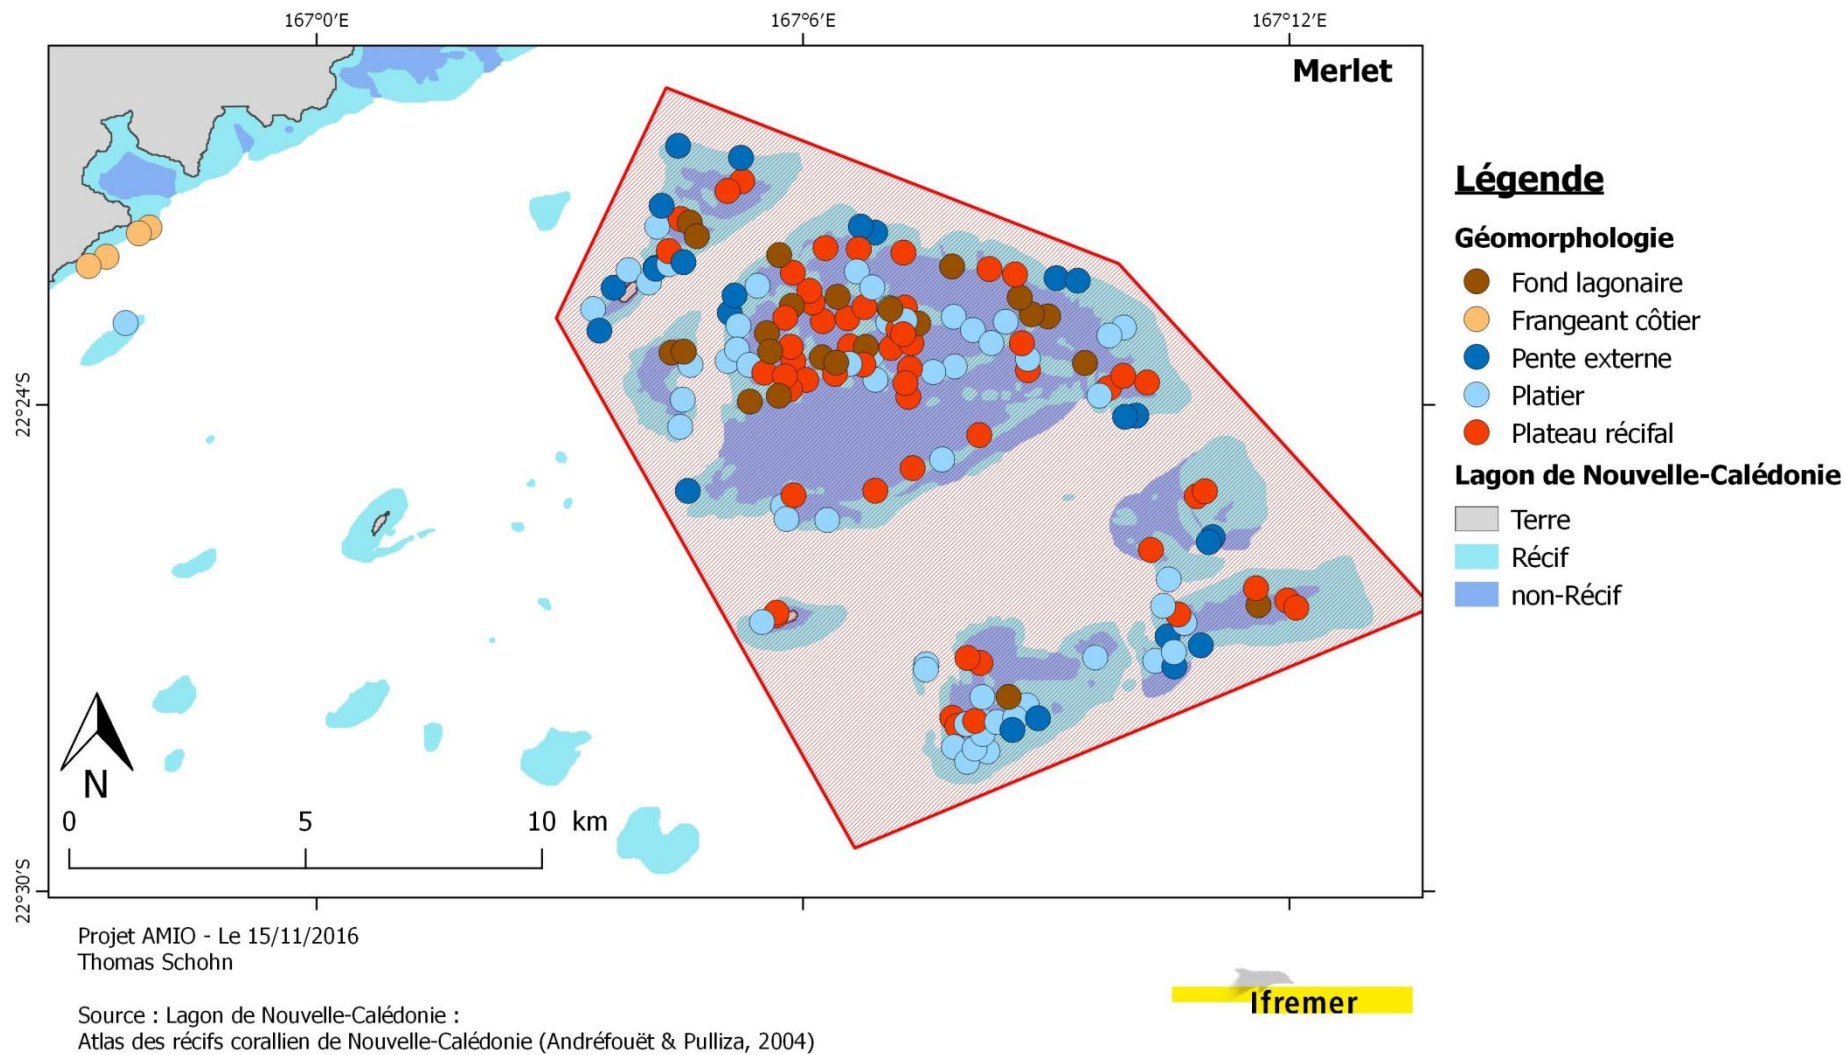 167°0′E 167°6′E 167°12′E
Merlet
22°24′S
22°30′S
Légende
Géomorphologie
Fond lagonaire
Frangeant côtier
Pente externe
Platier
Plateau récifal
Lagon de Nouvelle-Calédonie
Terre
Récif
non-Récif
N
0 5 10 km
Projet AMIO - Le 15/11/2016
Thomas Schohn
Source : Lagon de Nouvelle-Calédonie :
Atlas des récifs corallien de Nouvelle-Calédonie (Andréfouët & Pulliza, 2004)
Ifremer